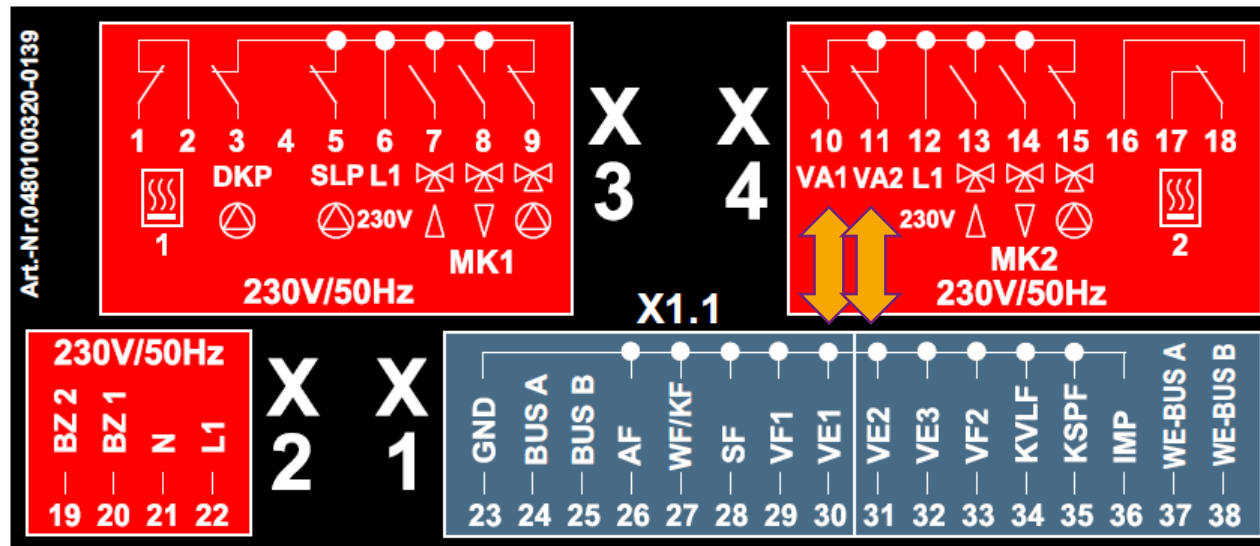 Art.-Nr.0480100320-0139
1 2 3 4 5 6 7 8 9
DKP SLP L1
230V
1
MK1
230V/50Hz
X
3
X
4
10 11 12 13 14 15 16 17 18
VA1 VA2 L1
230V
2
MK2
230V/50Hz
X1.1
230V/50Hz
BZ 2
BZ 1
N
L1
19 20 21 22
X
2
X
1
GND
BUS A
BUS B
AF
WF/KF
SF
VF1
VE1
VE2
VE3
VF2
KVLF
KSPF
IMP
WE-BUS A
WE-BUS B
23 24 25 26 27 28 29 30 31 32 33 34 35 36 37 38